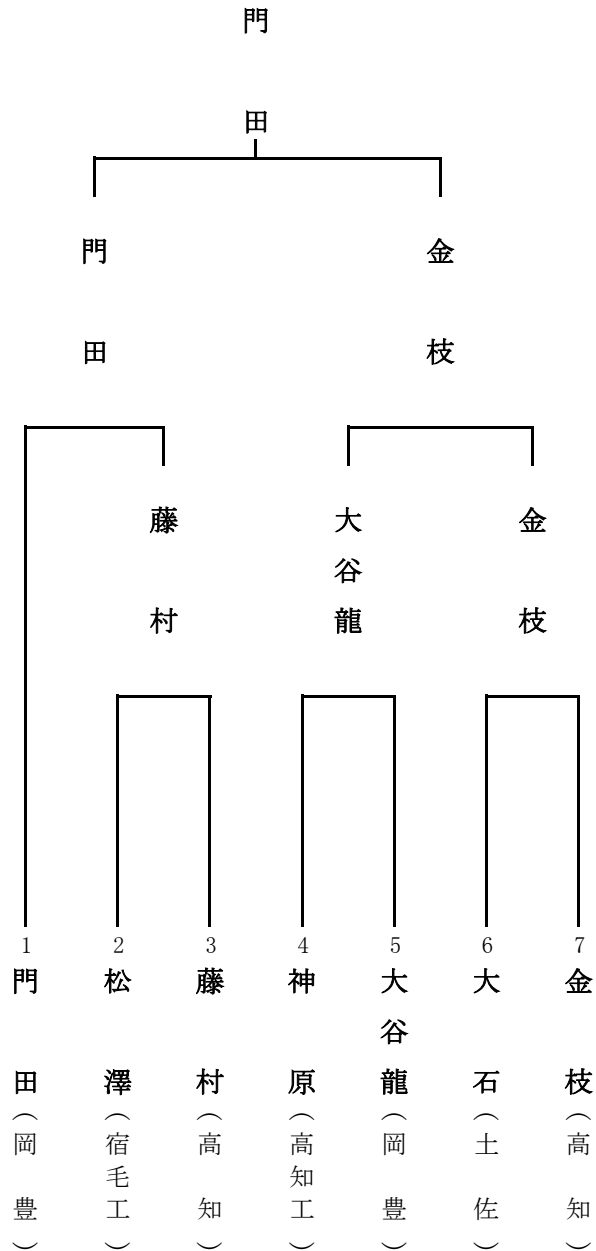 門田
門田
金枝
藤村
大谷龍
金枝
1
2
3
4
5
6
7
門田（岡豊）
松澤（宿毛工）
藤村（高知）
神原（高知工）
大谷龍（岡豊）
大石（土佐）
金枝（高知）